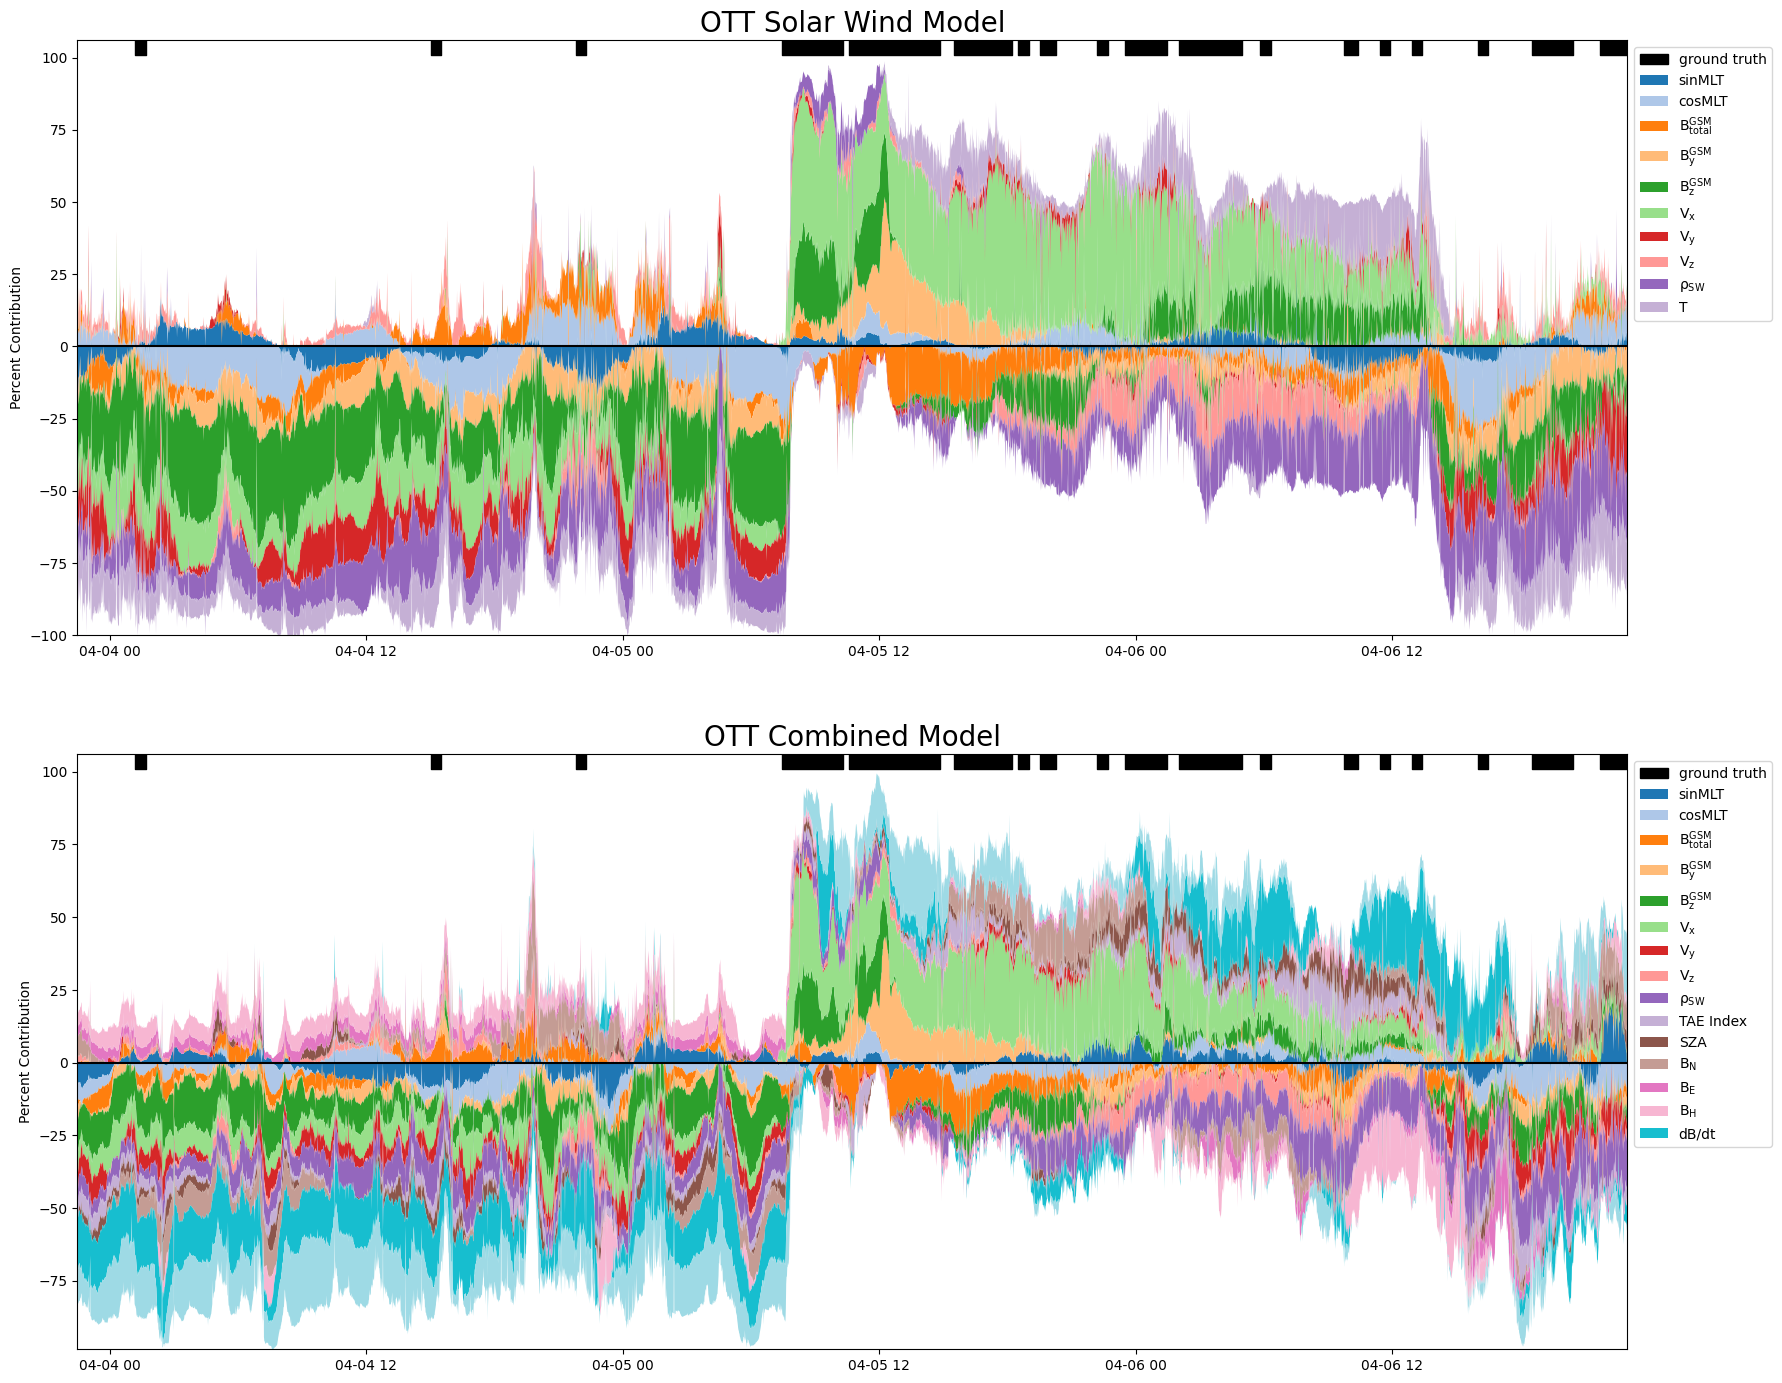 OTT Solar Wind Model
100
75
50
25
0
−25
−50
−75
−100
Percent Contribution
04-04 00
04-04 12
04-05 00
04-05 12
04-06 00
04-06 12
ground truth
sinMLT
cosMLT
B_total^GSM
B_y^GSM
B_z^GSM
V_x
V_y
V_z
ρ_SW
T
OTT Combined Model
100
75
50
25
0
−25
−50
−75
Percent Contribution
04-04 00
04-04 12
04-05 00
04-05 12
04-06 00
04-06 12
ground truth
sinMLT
cosMLT
B_total^GSM
B_y^GSM
B_z^GSM
V_x
V_y
V_z
ρ_SW
TAE Index
SZA
B_N
B_E
B_H
dB/dt